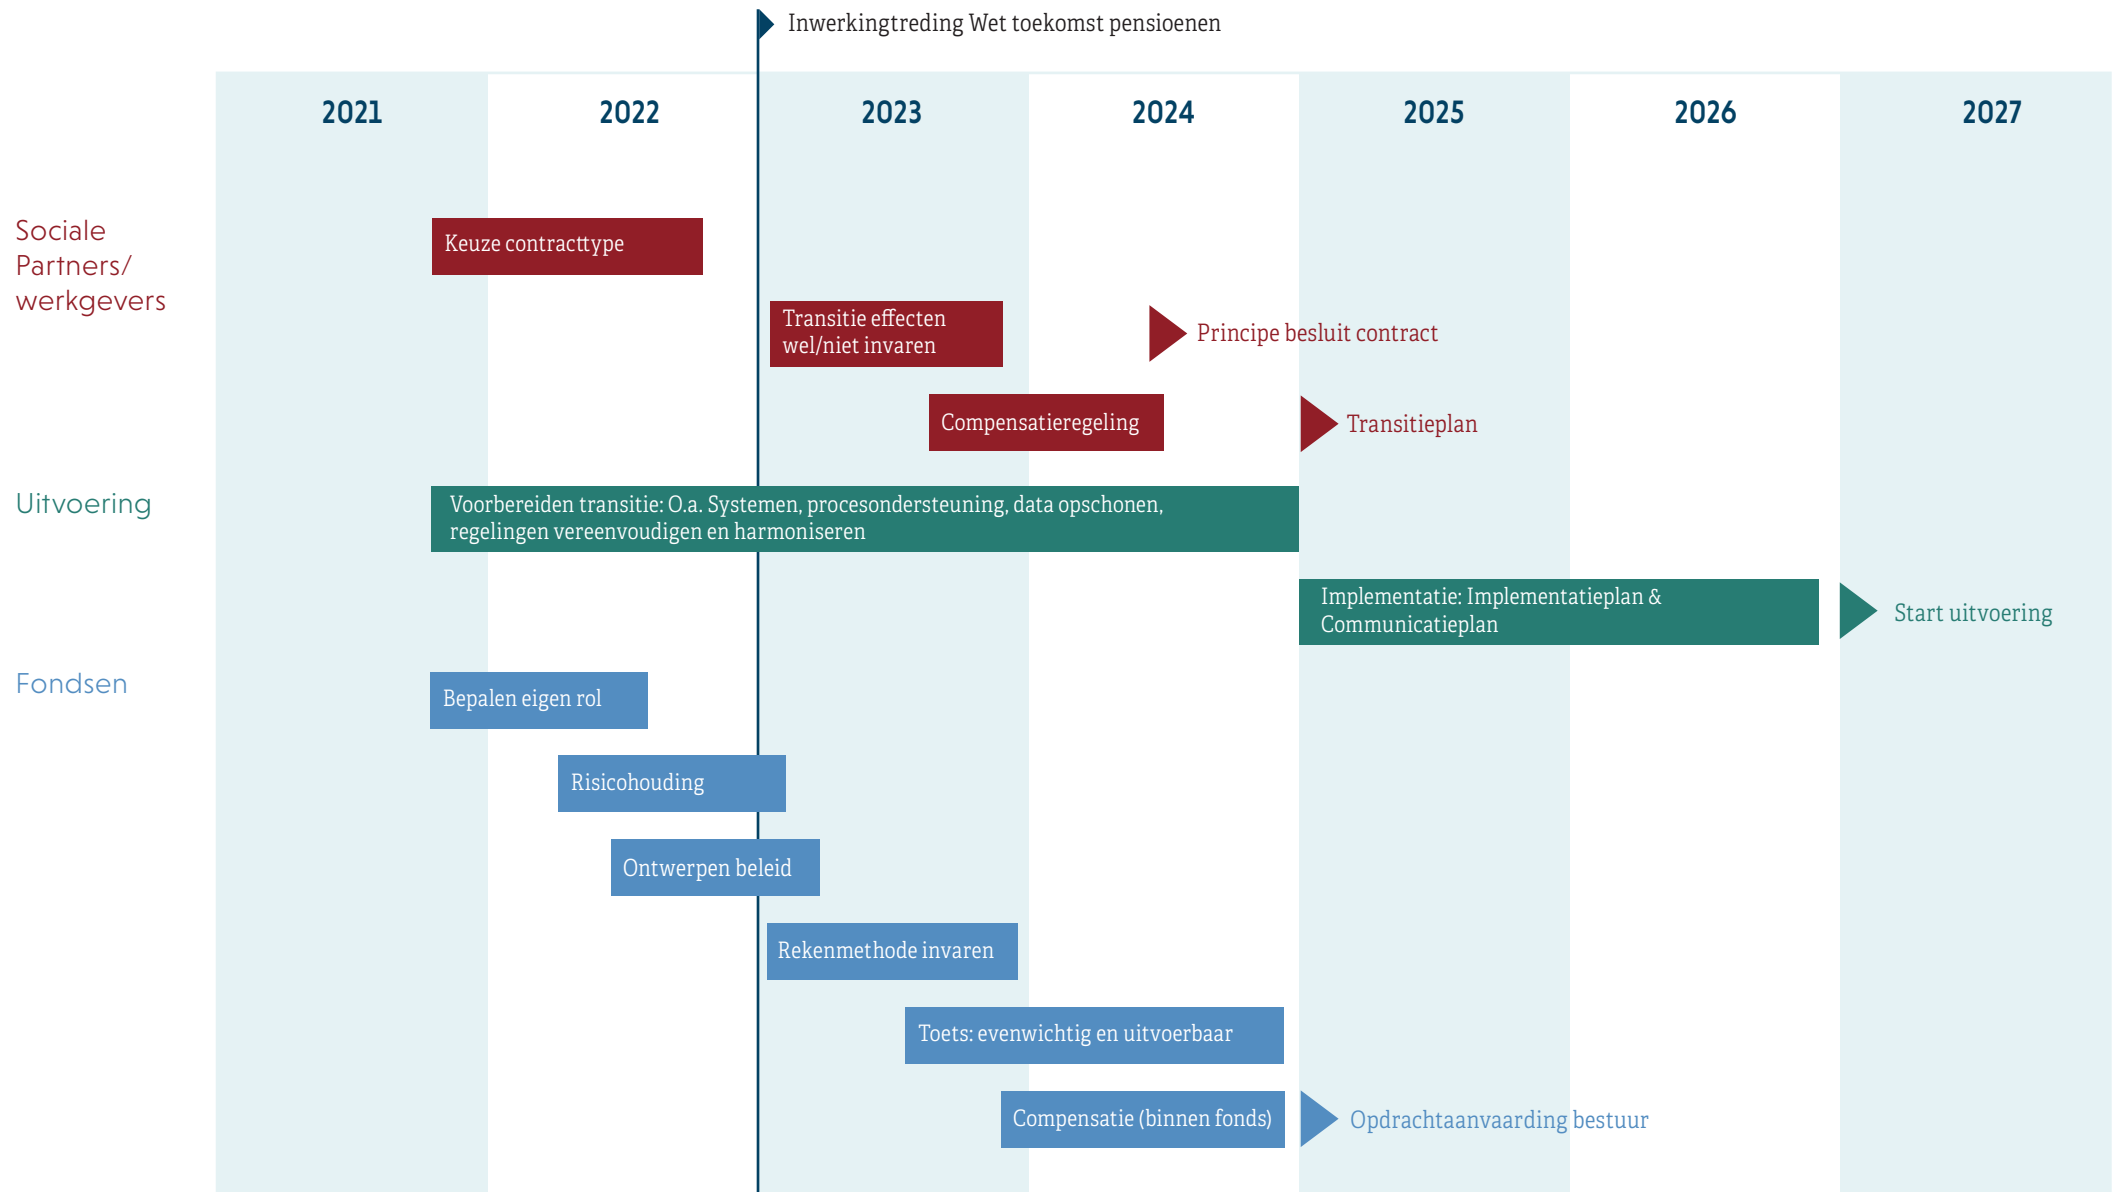 Inwerkingtreding Wet toekomst pensioenen
2021 2022 2023 2024 2025 2026 2027
Sociale
Partners/
werkgevers
Keuze contracttype
Transitie effecten
wel/niet invaren
Principe besluit contract
Compensatieregeling
Transitieplan
Uitvoering
Voorbereiden transitie: O.a. Systemen, procesondersteuning, data opschonen,
regelingen vereenvoudigen en harmoniseren
Implementatie: Implementatieplan &
Communicatieplan
Start uitvoering
Fondsen
Bepalen eigen rol
Risicohouding
Ontwerpen beleid
Rekenmethode invaren
Toets: evenwichtig en uitvoerbaar
Compensatie (binnen fonds)
Opdrachtaanvaarding bestuur